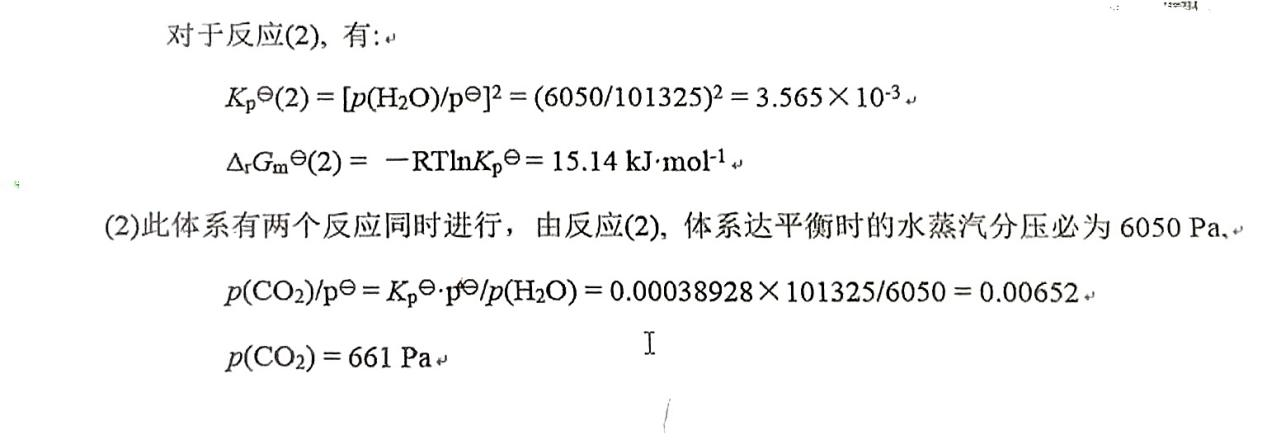 对于反应(2), 有:↵
Kp⊖(2) = [p(H₂O)/p⊖]² = (6050/101325)² = 3.565×10⁻³↵
ΔrGm⊖(2) = －RTlnKp⊖ = 15.14 kJ·mol⁻¹↵
(2)此体系有两个反应同时进行，由反应(2), 体系达平衡时的水蒸汽分压必为 6050 Pa,↵
p(CO₂)/p⊖ = Kp⊖·p⊖/p(H₂O) = 0.00038928×101325/6050 = 0.00652↵
p(CO₂) = 661 Pa↵